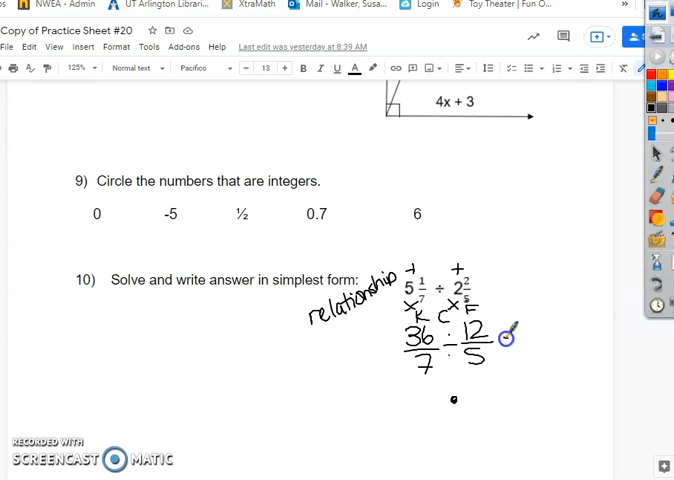 NWEA - Admin
UT Arlington Librari...
XtraMath
Mail - Walker, Susa...
Login
Toy Theater | Fun O...
Copy of Practice Sheet #20
File Edit View Insert Format Tools Add-ons Help Last edit was yesterday at 8:39 AM
125% Normal text Pacifico - 13 + B I U A
4x + 3
9) Circle the numbers that are integers.
0 -5 ½ 0.7 6
10) Solve and write answer in simplest form: 5 1/7 ÷ 2 2/5
relationship
+ +
x x
K C F
36/7 ÷ 12/5
RECORDED WITH
SCREENCAST MATIC